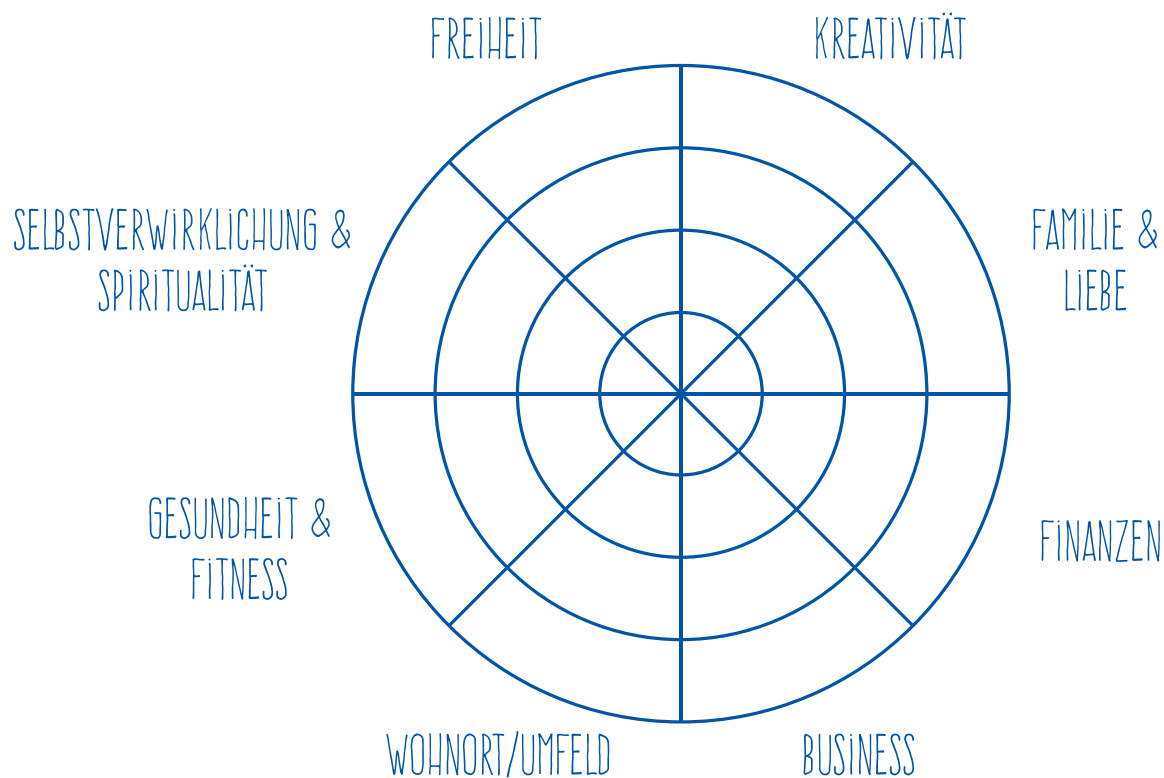 FREIHEIT
KREATIVITÄT
SELBSTVERWIRKLICHUNG &
SPIRITUALITÄT
FAMILIE &
LIEBE
GESUNDHEIT &
FITNESS
FINANZEN
WOHNORT/UMFELD
BUSINESS